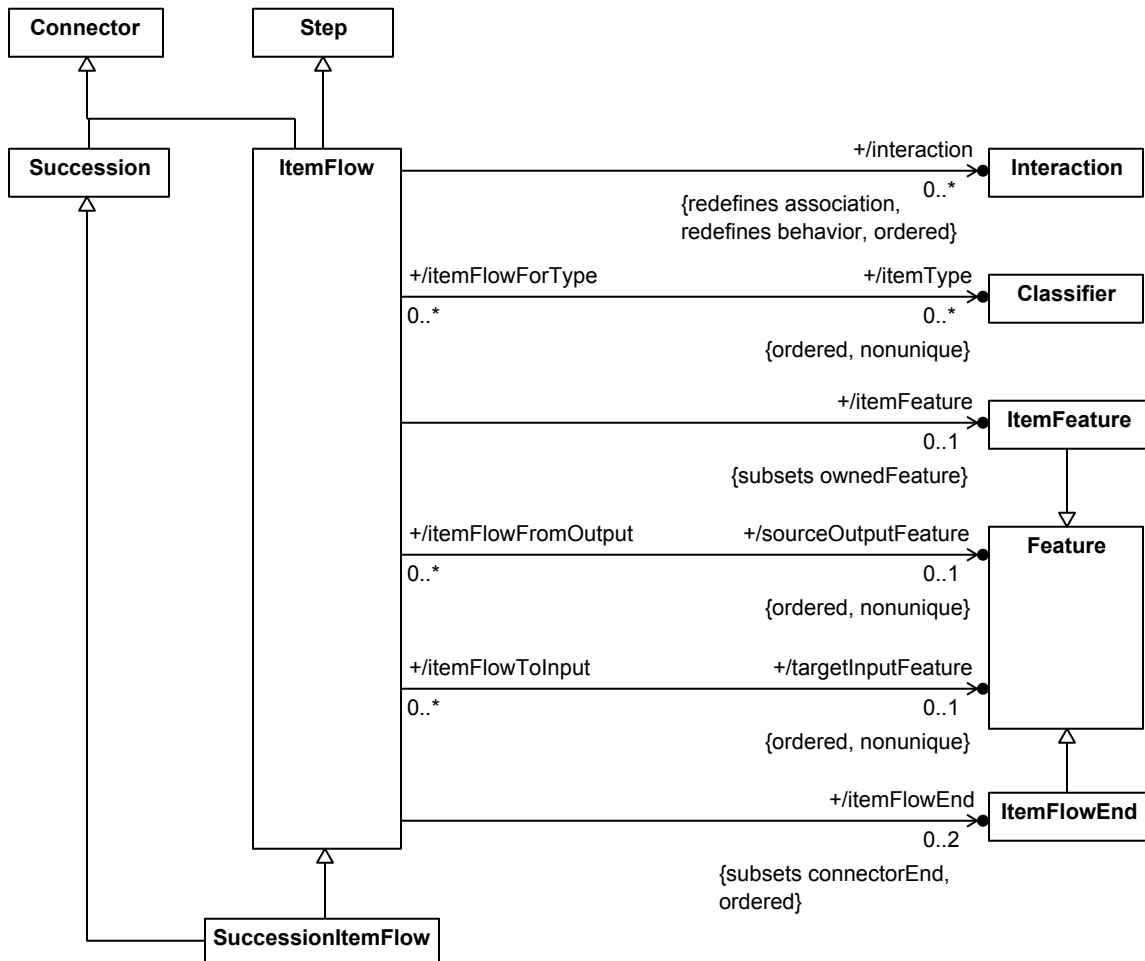 Connector
Step
Succession
ItemFlow
+/interaction
Interaction
0..*
{redefines association,
redefines behavior, ordered}
+/itemFlowForType
+/itemType
Classifier
0..*
0..*
{ordered, nonunique}
+/itemFeature
ItemFeature
0..1
{subsets ownedFeature}
+/itemFlowFromOutput
+/sourceOutputFeature
Feature
0..*
0..1
{ordered, nonunique}
+/itemFlowToInput
+/targetInputFeature
0..*
0..1
{ordered, nonunique}
+/itemFlowEnd
ItemFlowEnd
0..2
{subsets connectorEnd,
ordered}
SuccessionItemFlow